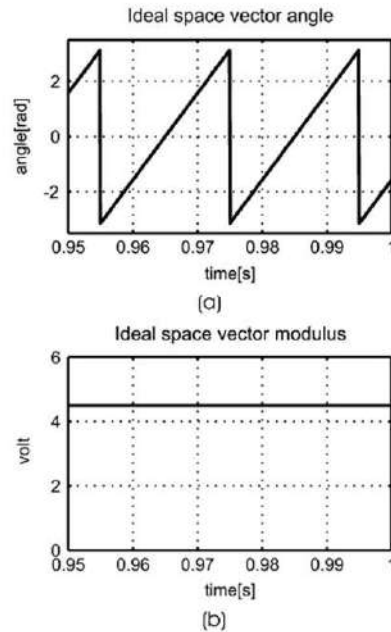 Ideal space vector angle
angle[rad]
2
0
-2
0.95 0.96 0.97 0.98 0.99 1
time[s]
(a)
Ideal space vector modulus
volt
6
4
2
0
0.95 0.96 0.97 0.98 0.99 1
time[s]
(b)